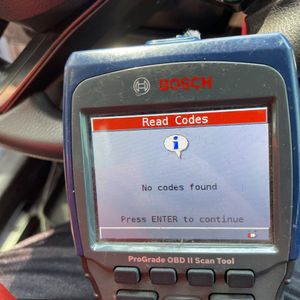 BOSCH
Read Codes
No codes found
Press ENTER to continue
ProGrade OBD II Scan Tool